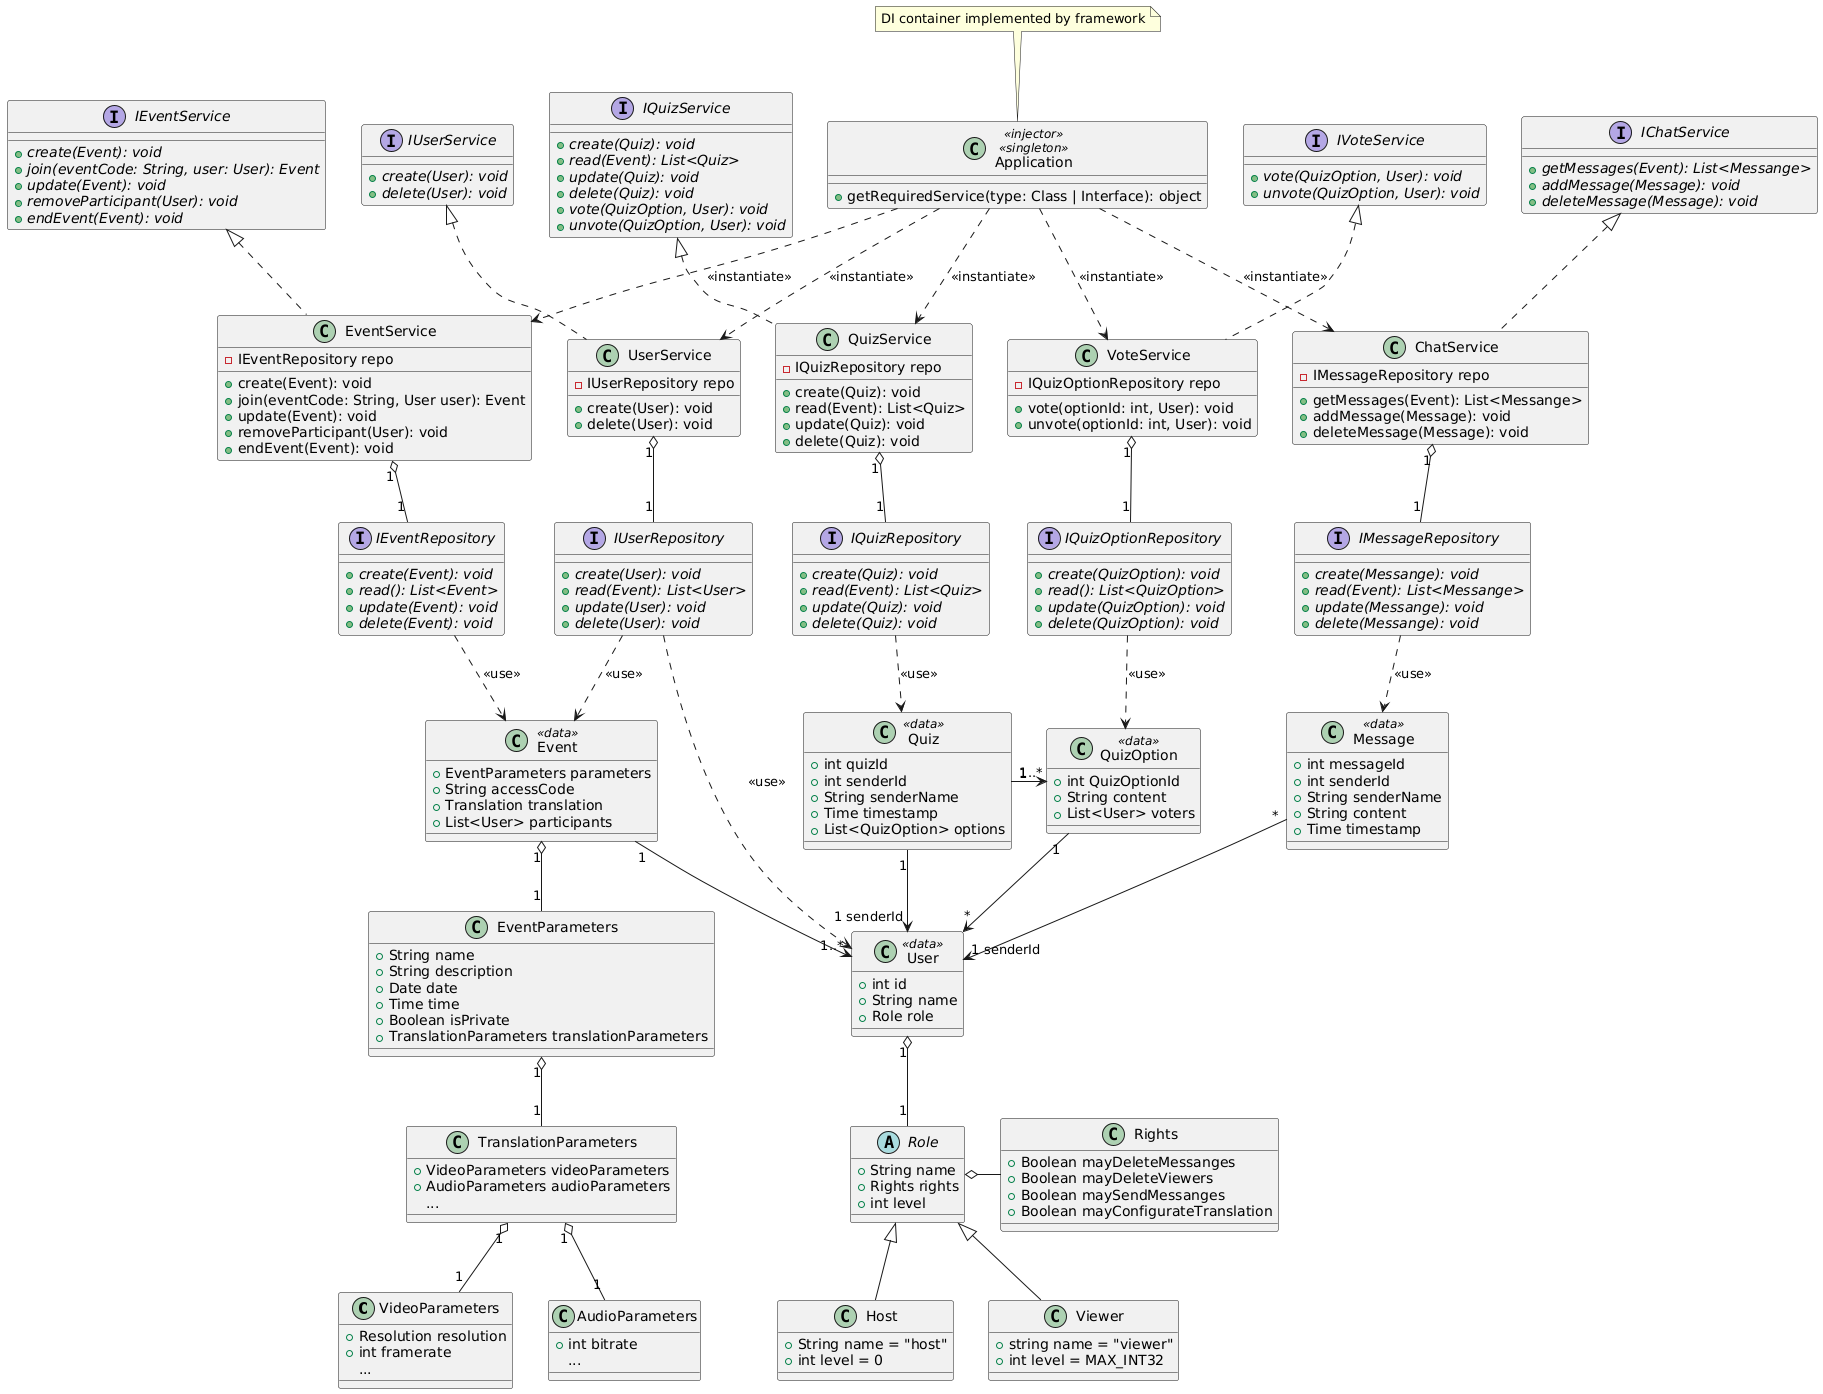 DI container implemented by framework
I IEventService
create(Event): void
join(eventCode: String, user: User): Event
update(Event): void
removeParticipant(User): void
endEvent(Event): void
I IUserService
create(User): void
delete(User): void
I IQuizService
create(Quiz): void
read(Event): List<Quiz>
update(Quiz): void
delete(Quiz): void
vote(QuizOption, User): void
unvote(QuizOption, User): void
C «injector»
«singleton»
Application
getRequiredService(type: Class | Interface): object
I IVoteService
vote(QuizOption, User): void
unvote(QuizOption, User): void
I IChatService
getMessages(Event): List<Messange>
addMessage(Message): void
deleteMessage(Message): void
«instantiate»
«instantiate»
«instantiate»
«instantiate»
«instantiate»
C EventService
IEventRepository repo
create(Event): void
join(eventCode: String, User user): Event
update(Event): void
removeParticipant(User): void
endEvent(Event): void
C UserService
IUserRepository repo
create(User): void
delete(User): void
C QuizService
IQuizRepository repo
create(Quiz): void
read(Event): List<Quiz>
update(Quiz): void
delete(Quiz): void
C VoteService
IQuizOptionRepository repo
vote(optionId: int, User): void
unvote(optionId: int, User): void
C ChatService
IMessageRepository repo
getMessages(Event): List<Messange>
addMessage(Message): void
deleteMessage(Message): void
1
1
1
1
1
1
1
1
1
1
I IEventRepository
create(Event): void
read(): List<Event>
update(Event): void
delete(Event): void
I IUserRepository
create(User): void
read(Event): List<User>
update(User): void
delete(User): void
I IQuizRepository
create(Quiz): void
read(Event): List<Quiz>
update(Quiz): void
delete(Quiz): void
I IQuizOptionRepository
create(QuizOption): void
read(): List<QuizOption>
update(QuizOption): void
delete(QuizOption): void
I IMessageRepository
create(Messange): void
read(Event): List<Messange>
update(Messange): void
delete(Messange): void
«use»
«use»
«use»
«use»
«use»
«use»
C «data»
Event
EventParameters parameters
String accessCode
Translation translation
List<User> participants
C «data»
Quiz
int quizId
int senderId
String senderName
Time timestamp
List<QuizOption> options
1
1..*
C «data»
QuizOption
int QuizOptionId
String content
List<User> voters
C «data»
Message
int messageId
int senderId
String senderName
String content
Time timestamp
1
1
1
1..*
1
1 senderId
1
*
*
1 senderId
C EventParameters
String name
String description
Date date
Time time
Boolean isPrivate
TranslationParameters translationParameters
C «data»
User
int id
String name
Role role
1
1
1
1
C TranslationParameters
VideoParameters videoParameters
AudioParameters audioParameters
...
A Role
String name
Rights rights
int level
C Rights
Boolean mayDeleteMessanges
Boolean mayDeleteViewers
Boolean maySendMessanges
Boolean mayConfigurateTranslation
1
1
1
1
C VideoParameters
Resolution resolution
int framerate
...
C AudioParameters
int bitrate
...
C Host
String name = "host"
int level = 0
C Viewer
string name = "viewer"
int level = MAX_INT32